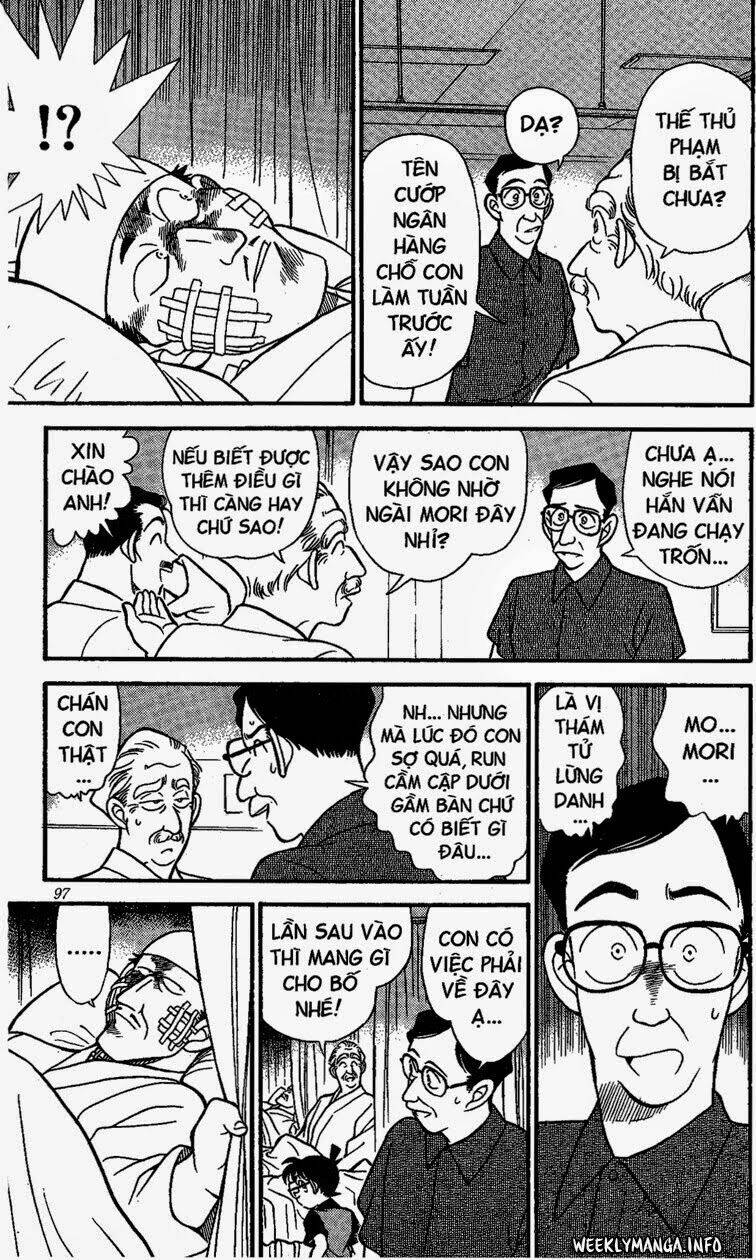 THẾ THỦ
PHẠM
BỊ BẮT
CHƯA?
DẠ?
TÊN
CƯỚP
NGÂN
HÀNG
CHỖ CON
LÀM TUẦN
TRƯỚC
ẤY!
!?
CHƯA Ạ...
NGHE NÓI
HẮN VẪN
ĐANG CHẠY
TRỐN...
VẬY SAO CON
KHÔNG NHỜ
NGÀI MORI ĐÂY
NHỈ?
NẾU BIẾT ĐƯỢC
THÊM ĐIỀU GÌ
THÌ CÀNG HAY
CHỨ SAO!
XIN
CHÀO
ANH!
MO...
MORI
...
LÀ VỊ
THÁM
TỬ
LỪNG
DANH
...
NH... NHƯNG
MÀ LÚC ĐÓ CON
SỢ QUÁ, RUN
CẦM CẬP DƯỚI
GẦM BÀN CHỨ
CÓ BIẾT GÌ
ĐÂU...
CHÁN
CON
THẬT
...
97
CON CÓ
VIỆC PHẢI
VỀ ĐÂY
Ạ...
LẦN SAU VÀO
THÌ MANG GÌ
CHO BỐ
NHÉ!
.....
WEEKLYMANGA.INFO